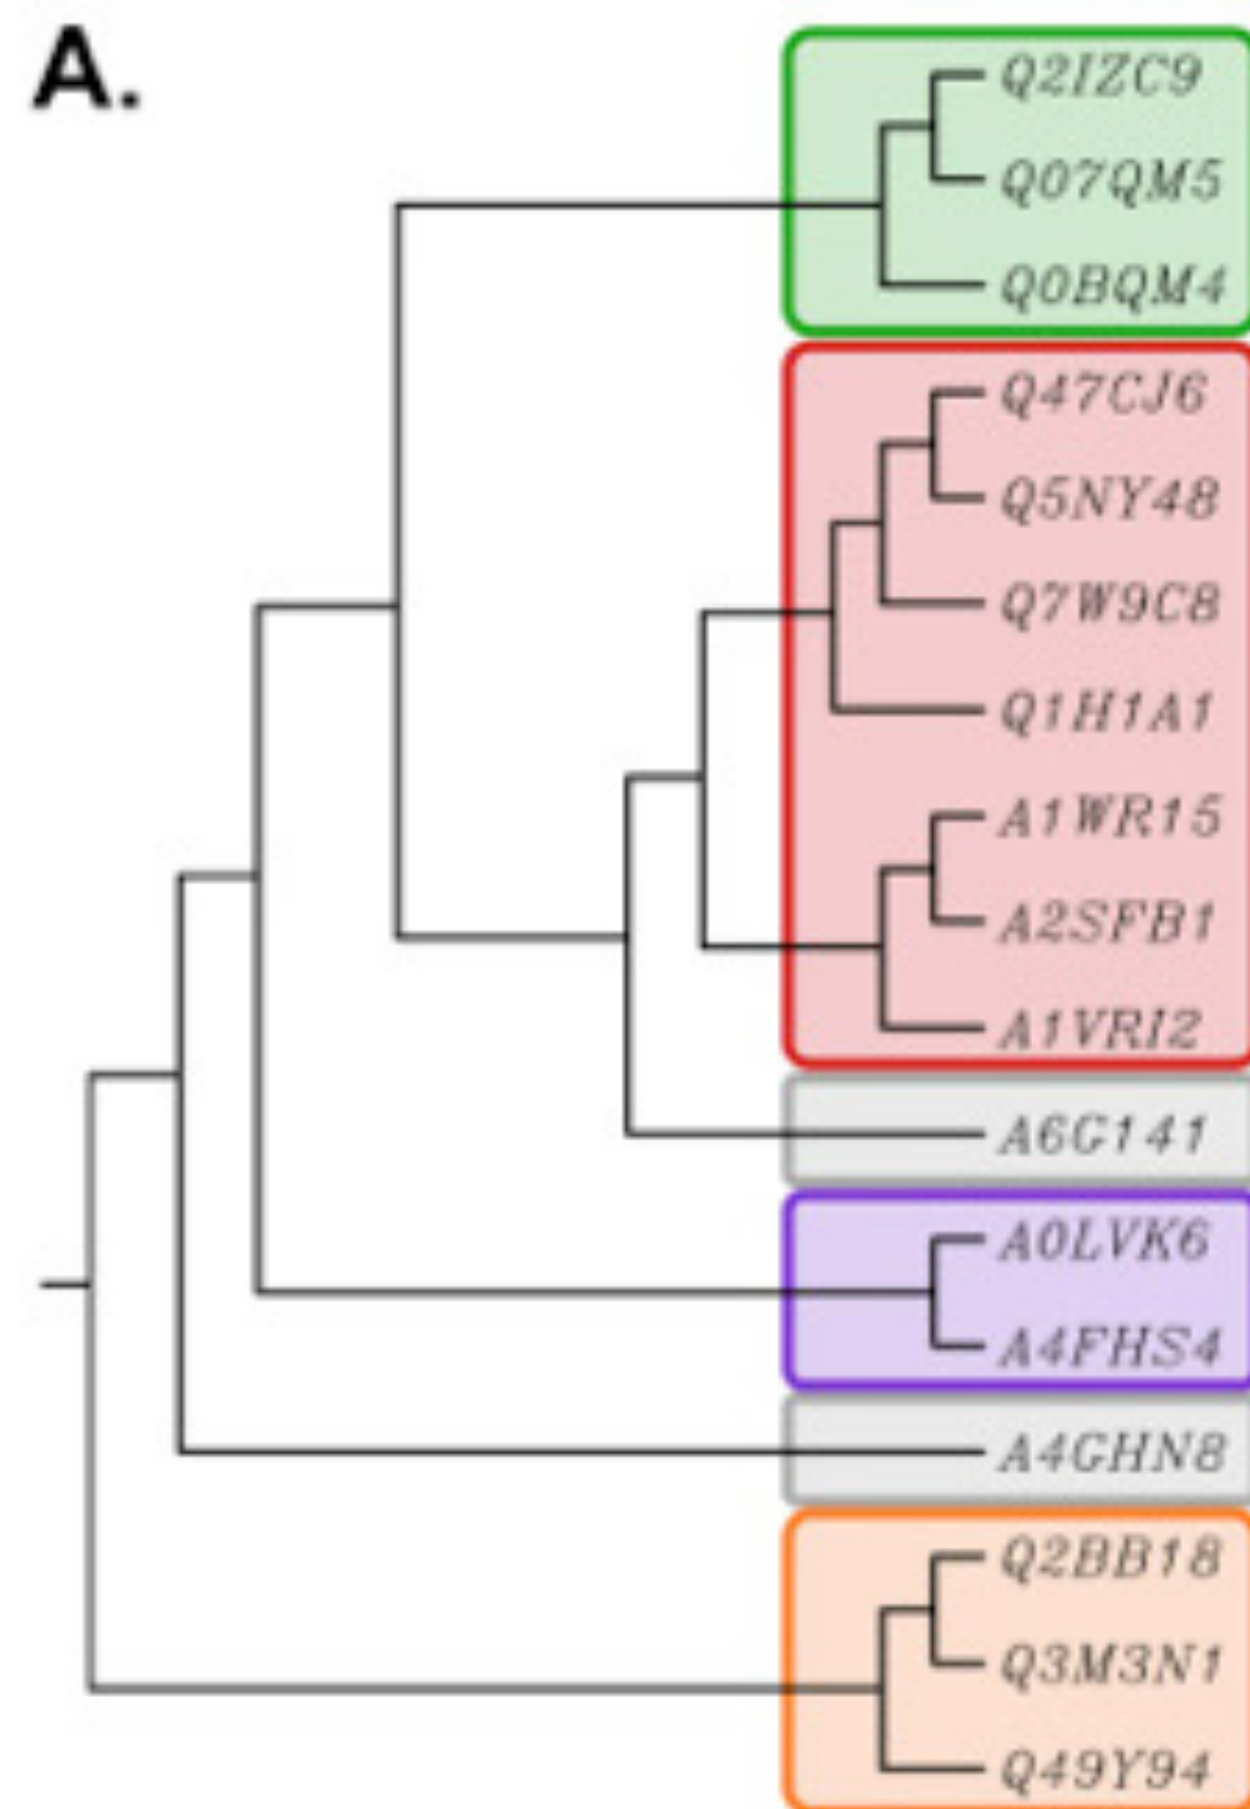 A.
Q2IZC9
Q07QM5
Q0BQM4
Q47CJ6
Q5NY48
Q7W9C8
Q1H1A1
A1WR15
A2SFB1
A1VRI2
A6G141
A0LVK6
A4FHS4
A4GHN8
Q2BB18
Q3M3N1
Q49Y94